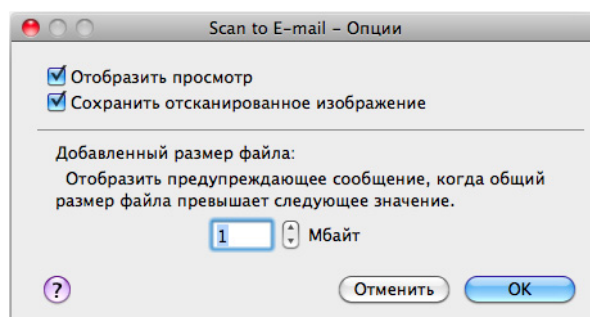 Scan to E-mail – Опции
Отобразить просмотр
Сохранить отсканированное изображение
Добавленный размер файла:
Отобразить предупреждающее сообщение, когда общий
размер файла превышает следующее значение.
1 Мбайт
? Отменить OK